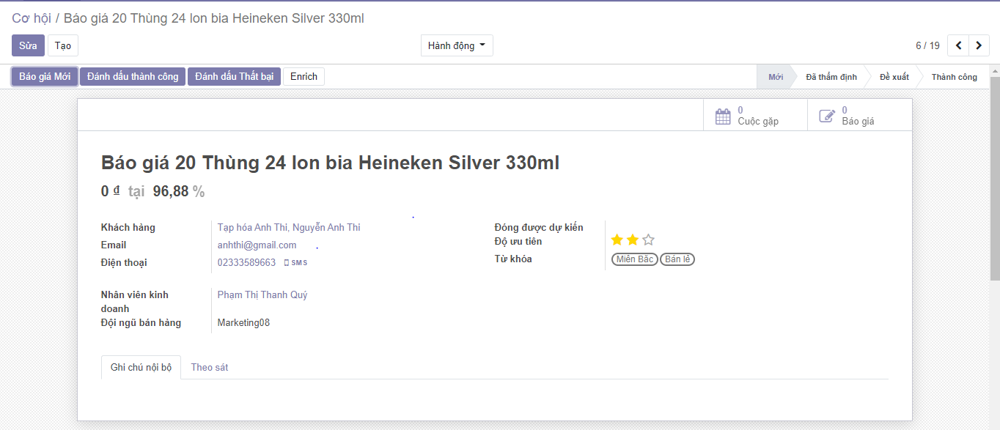 Cơ hội / Báo giá 20 Thùng 24 lon bia Heineken Silver 330ml
Sửa Tạo Hành động 6 / 19
Báo giá Mới Đánh dấu thành công Đánh dấu Thất bại Enrich Mới Đã thẩm định Đề xuất Thành công
0 Cuộc gặp
0 Báo giá
Báo giá 20 Thùng 24 lon bia Heineken Silver 330ml
0 ₫ tại 96,88 %
Khách hàng Tạp hóa Anh Thi, Nguyễn Anh Thi
Email anhthi@gmail.com
Điện thoại 02333589663 SMS
Đóng được dự kiến
Độ ưu tiên
Từ khóa Miền Bắc Bán lẻ
Nhân viên kinh doanh Phạm Thị Thanh Quý
Đội ngũ bán hàng Marketing08
Ghi chú nội bộ Theo sát